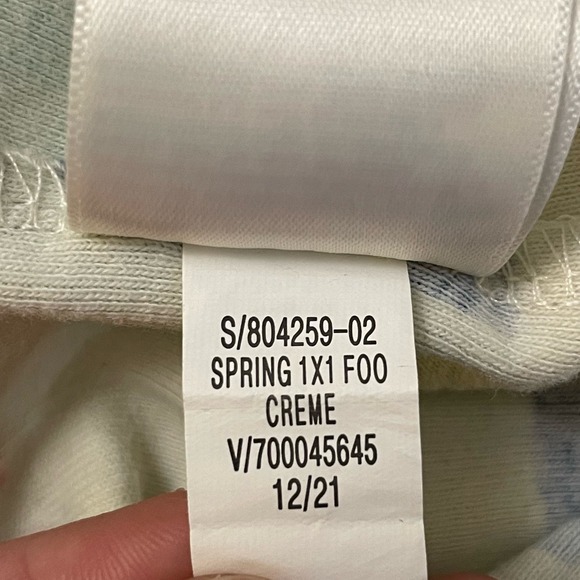 S/804259-02
SPRING 1X1 FOO
CREME
V/700045645
12/21